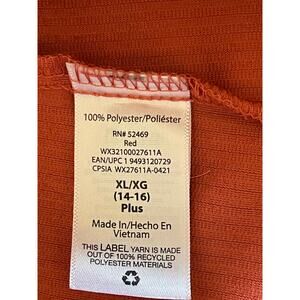 100% Polyester/Poliéster
RN# 52469
Red
WX32100027611A
EAN/UPC 1 9493120729
CPSIA WX27611A-0421
XL/XG
(14-16)
Plus
Made In/Hecho En
Vietnam
THIS LABEL YARN IS MADE
OUT OF 100% RECYCLED
POLYESTER MATERIALS